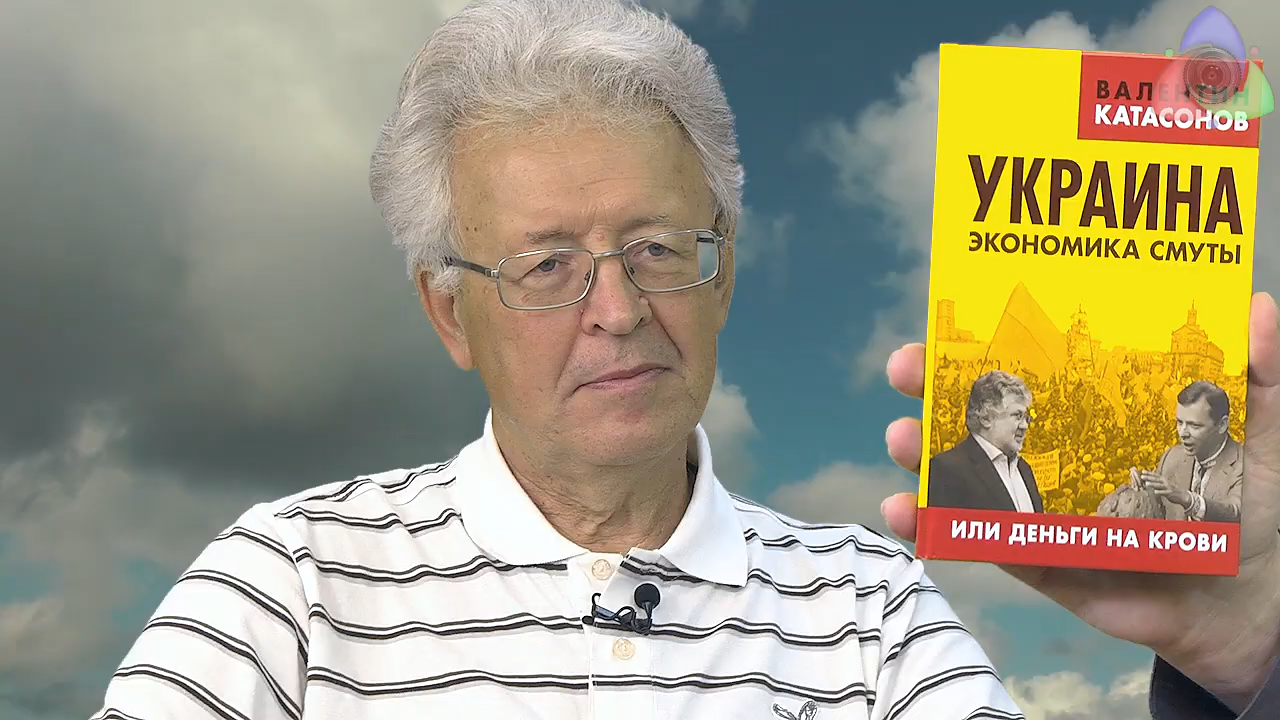 ВАЛЕНТИН
КАТАСОНОВ
УКРАИНА
ЭКОНОМИКА СМУТЫ
ИЛИ ДЕНЬГИ НА КРОВИ